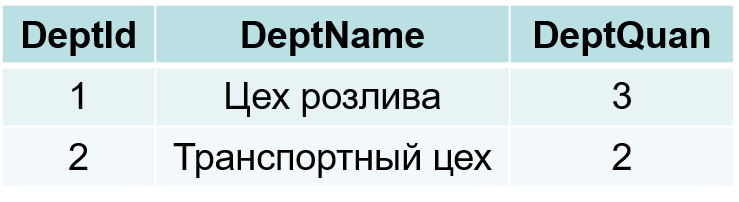 DeptId DeptName DeptQuan
1 Цех розлива 3
2 Транспортный цех 2